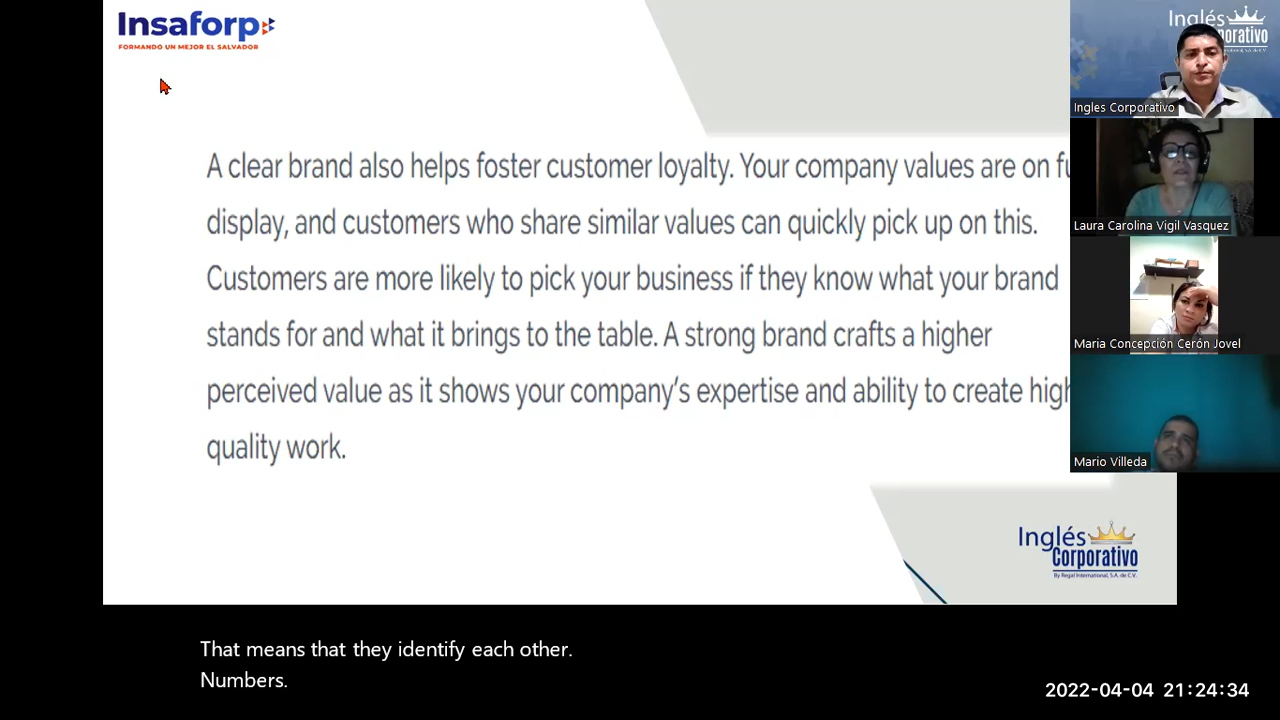 Insaforp
FORMANDO UN MEJOR EL SALVADOR
A clear brand also helps foster customer loyalty. Your company values are on
display, and customers who share similar values can quickly pick up on this.
Customers are more likely to pick your business if they know what your brand
stands for and what it brings to the table. A strong brand crafts a higher
perceived value as it shows your company's expertise and ability to create
quality work.
Inglés
Corporativo
By Regal International, S.A. de C.V.
Inglés
Ingles Corporativo
Laura Carolina Vigil Vasquez
Maria Concepción Cerón Jovel
Mario Villeda
That means that they identify each other.
Numbers.
2022-04-04 21:24:34